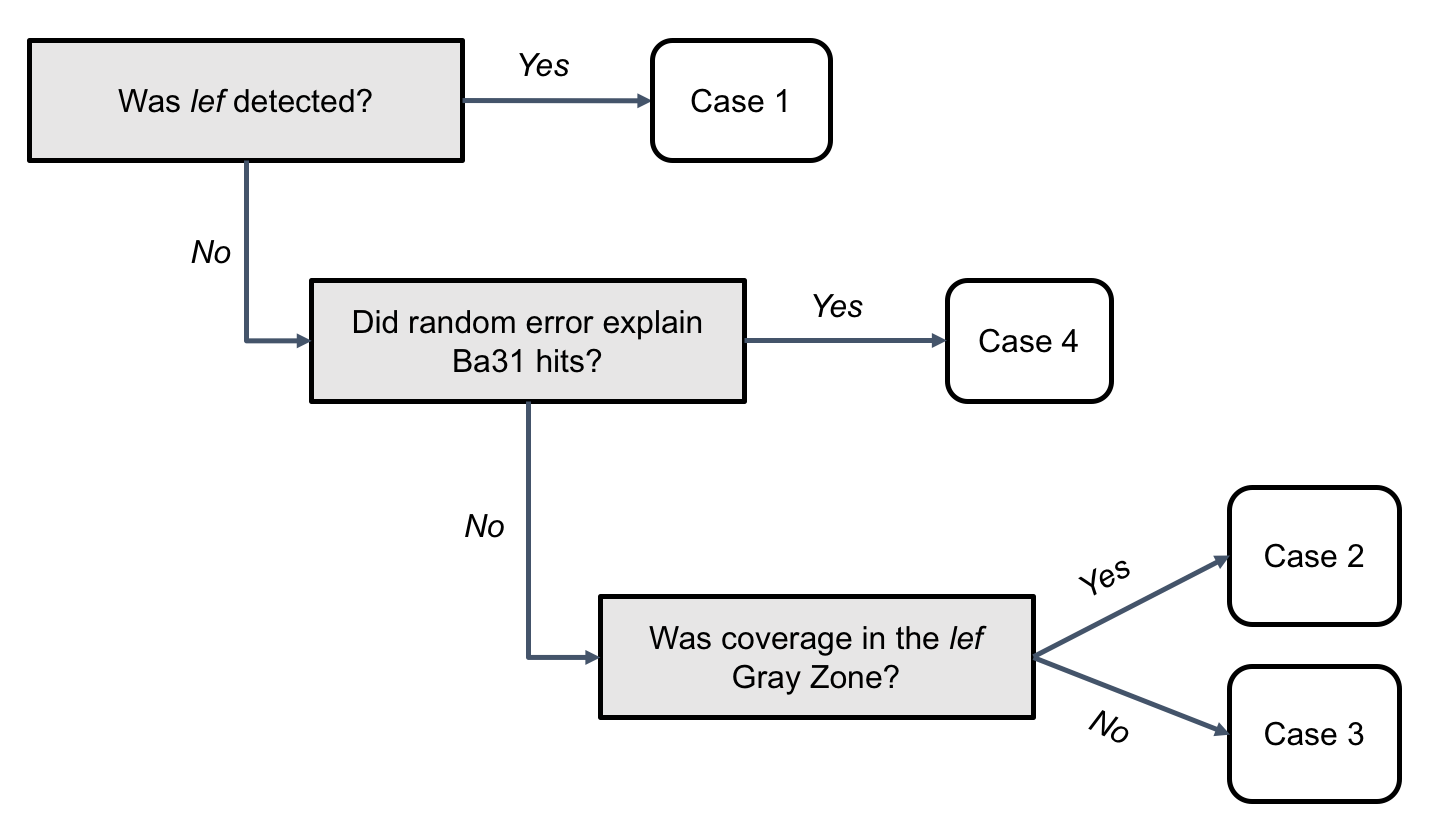 Was lef detected?
Yes
Case 1
No
Did random error explain
Ba31 hits?
Yes
Case 4
No
Was coverage in the lef
Gray Zone?
Yes
Case 2
No
Case 3